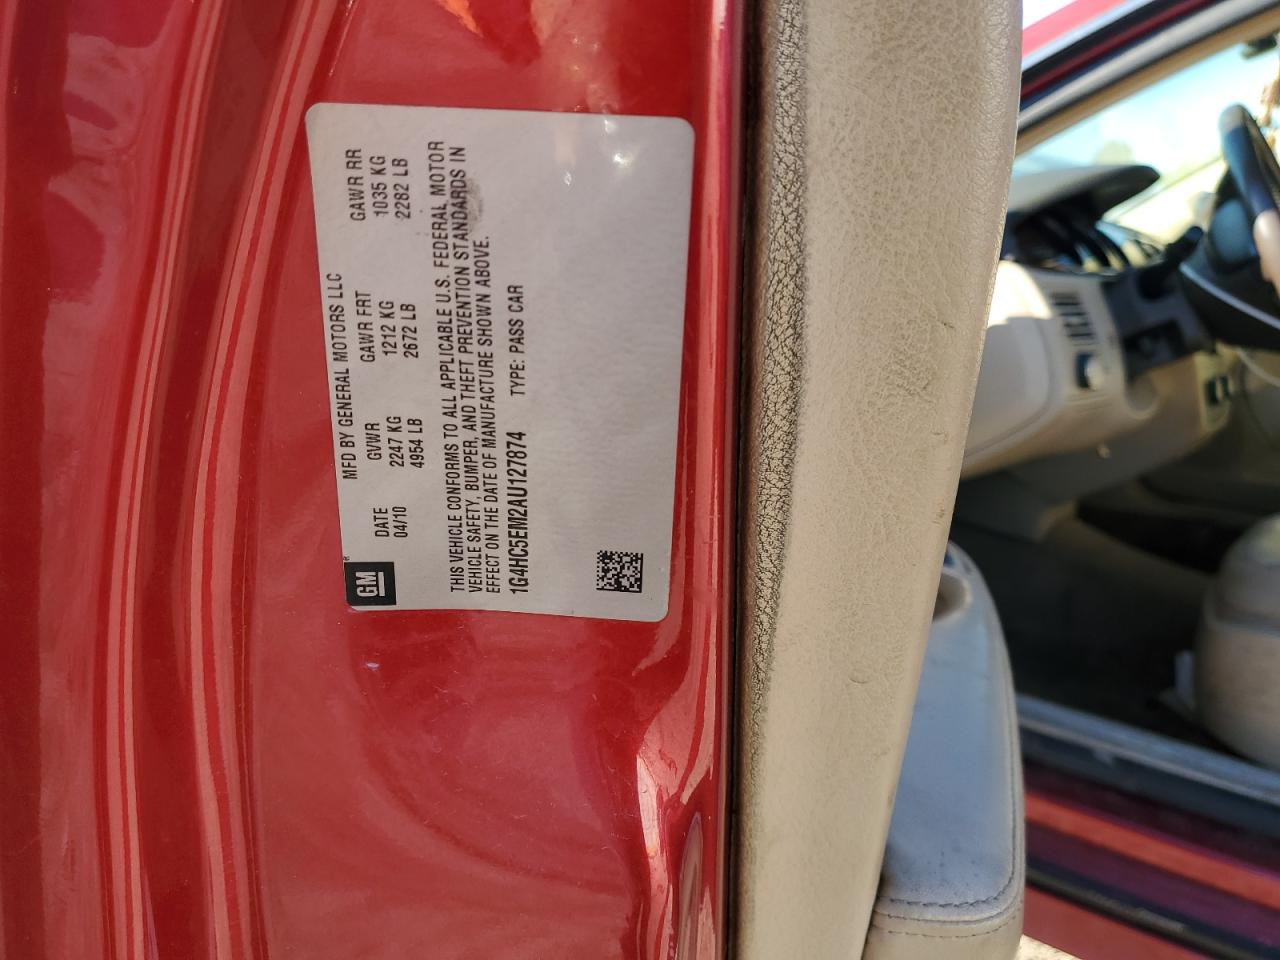 GM
MFD BY GENERAL MOTORS LLC
DATE GVWR GAWR FRT GAWR RR
04/10 2247 KG 1212 KG 1035 KG
4954 LB 2672 LB 2282 LB
THIS VEHICLE CONFORMS TO ALL APPLICABLE U.S. FEDERAL MOTOR
VEHICLE SAFETY, BUMPER, AND THEFT PREVENTION STANDARDS IN
EFFECT ON THE DATE OF MANUFACTURE SHOWN ABOVE.
1G4HC5EM2AU127874 TYPE: PASS CAR